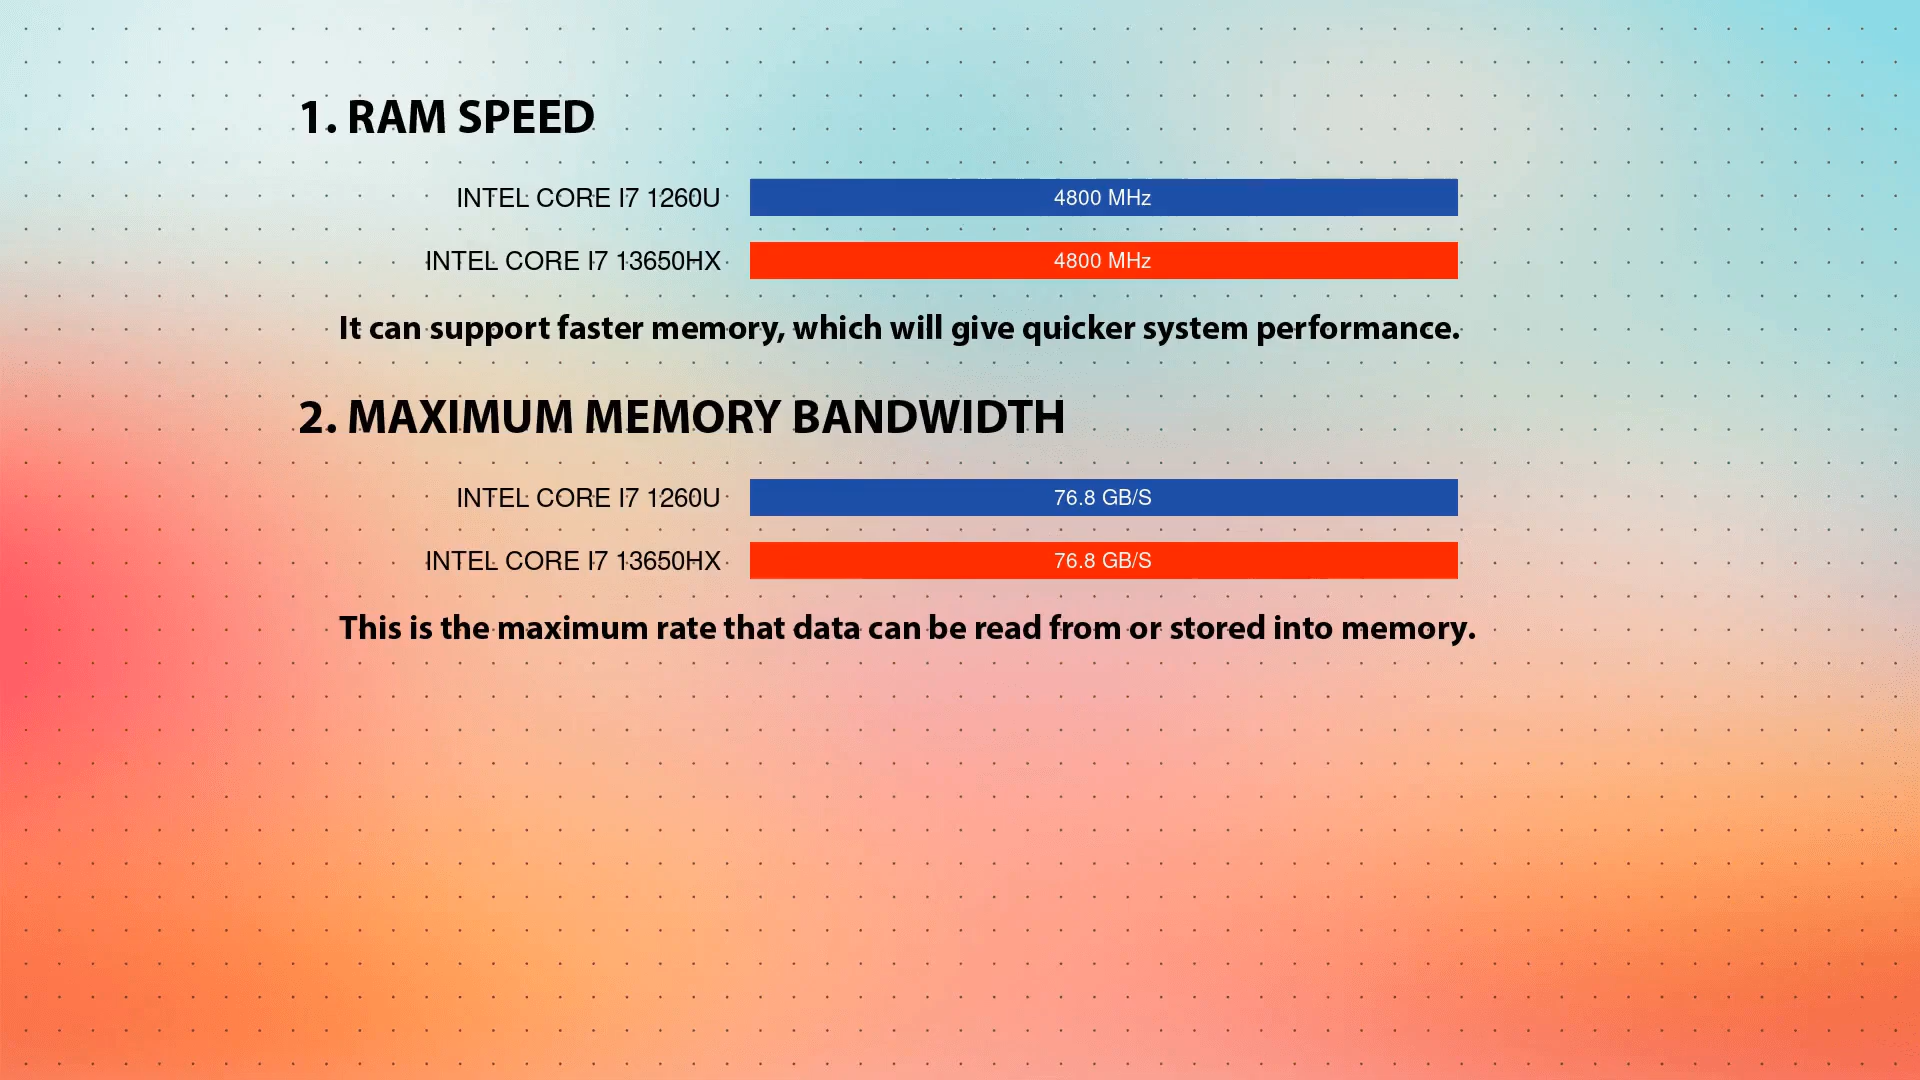 1. RAM SPEED
INTEL CORE I7 1260U
4800 MHz
INTEL CORE I7 13650HX
4800 MHz
It can support faster memory, which will give quicker system performance.
2. MAXIMUM MEMORY BANDWIDTH
INTEL CORE I7 1260U
76.8 GB/S
INTEL CORE I7 13650HX
76.8 GB/S
This is the maximum rate that data can be read from or stored into memory.